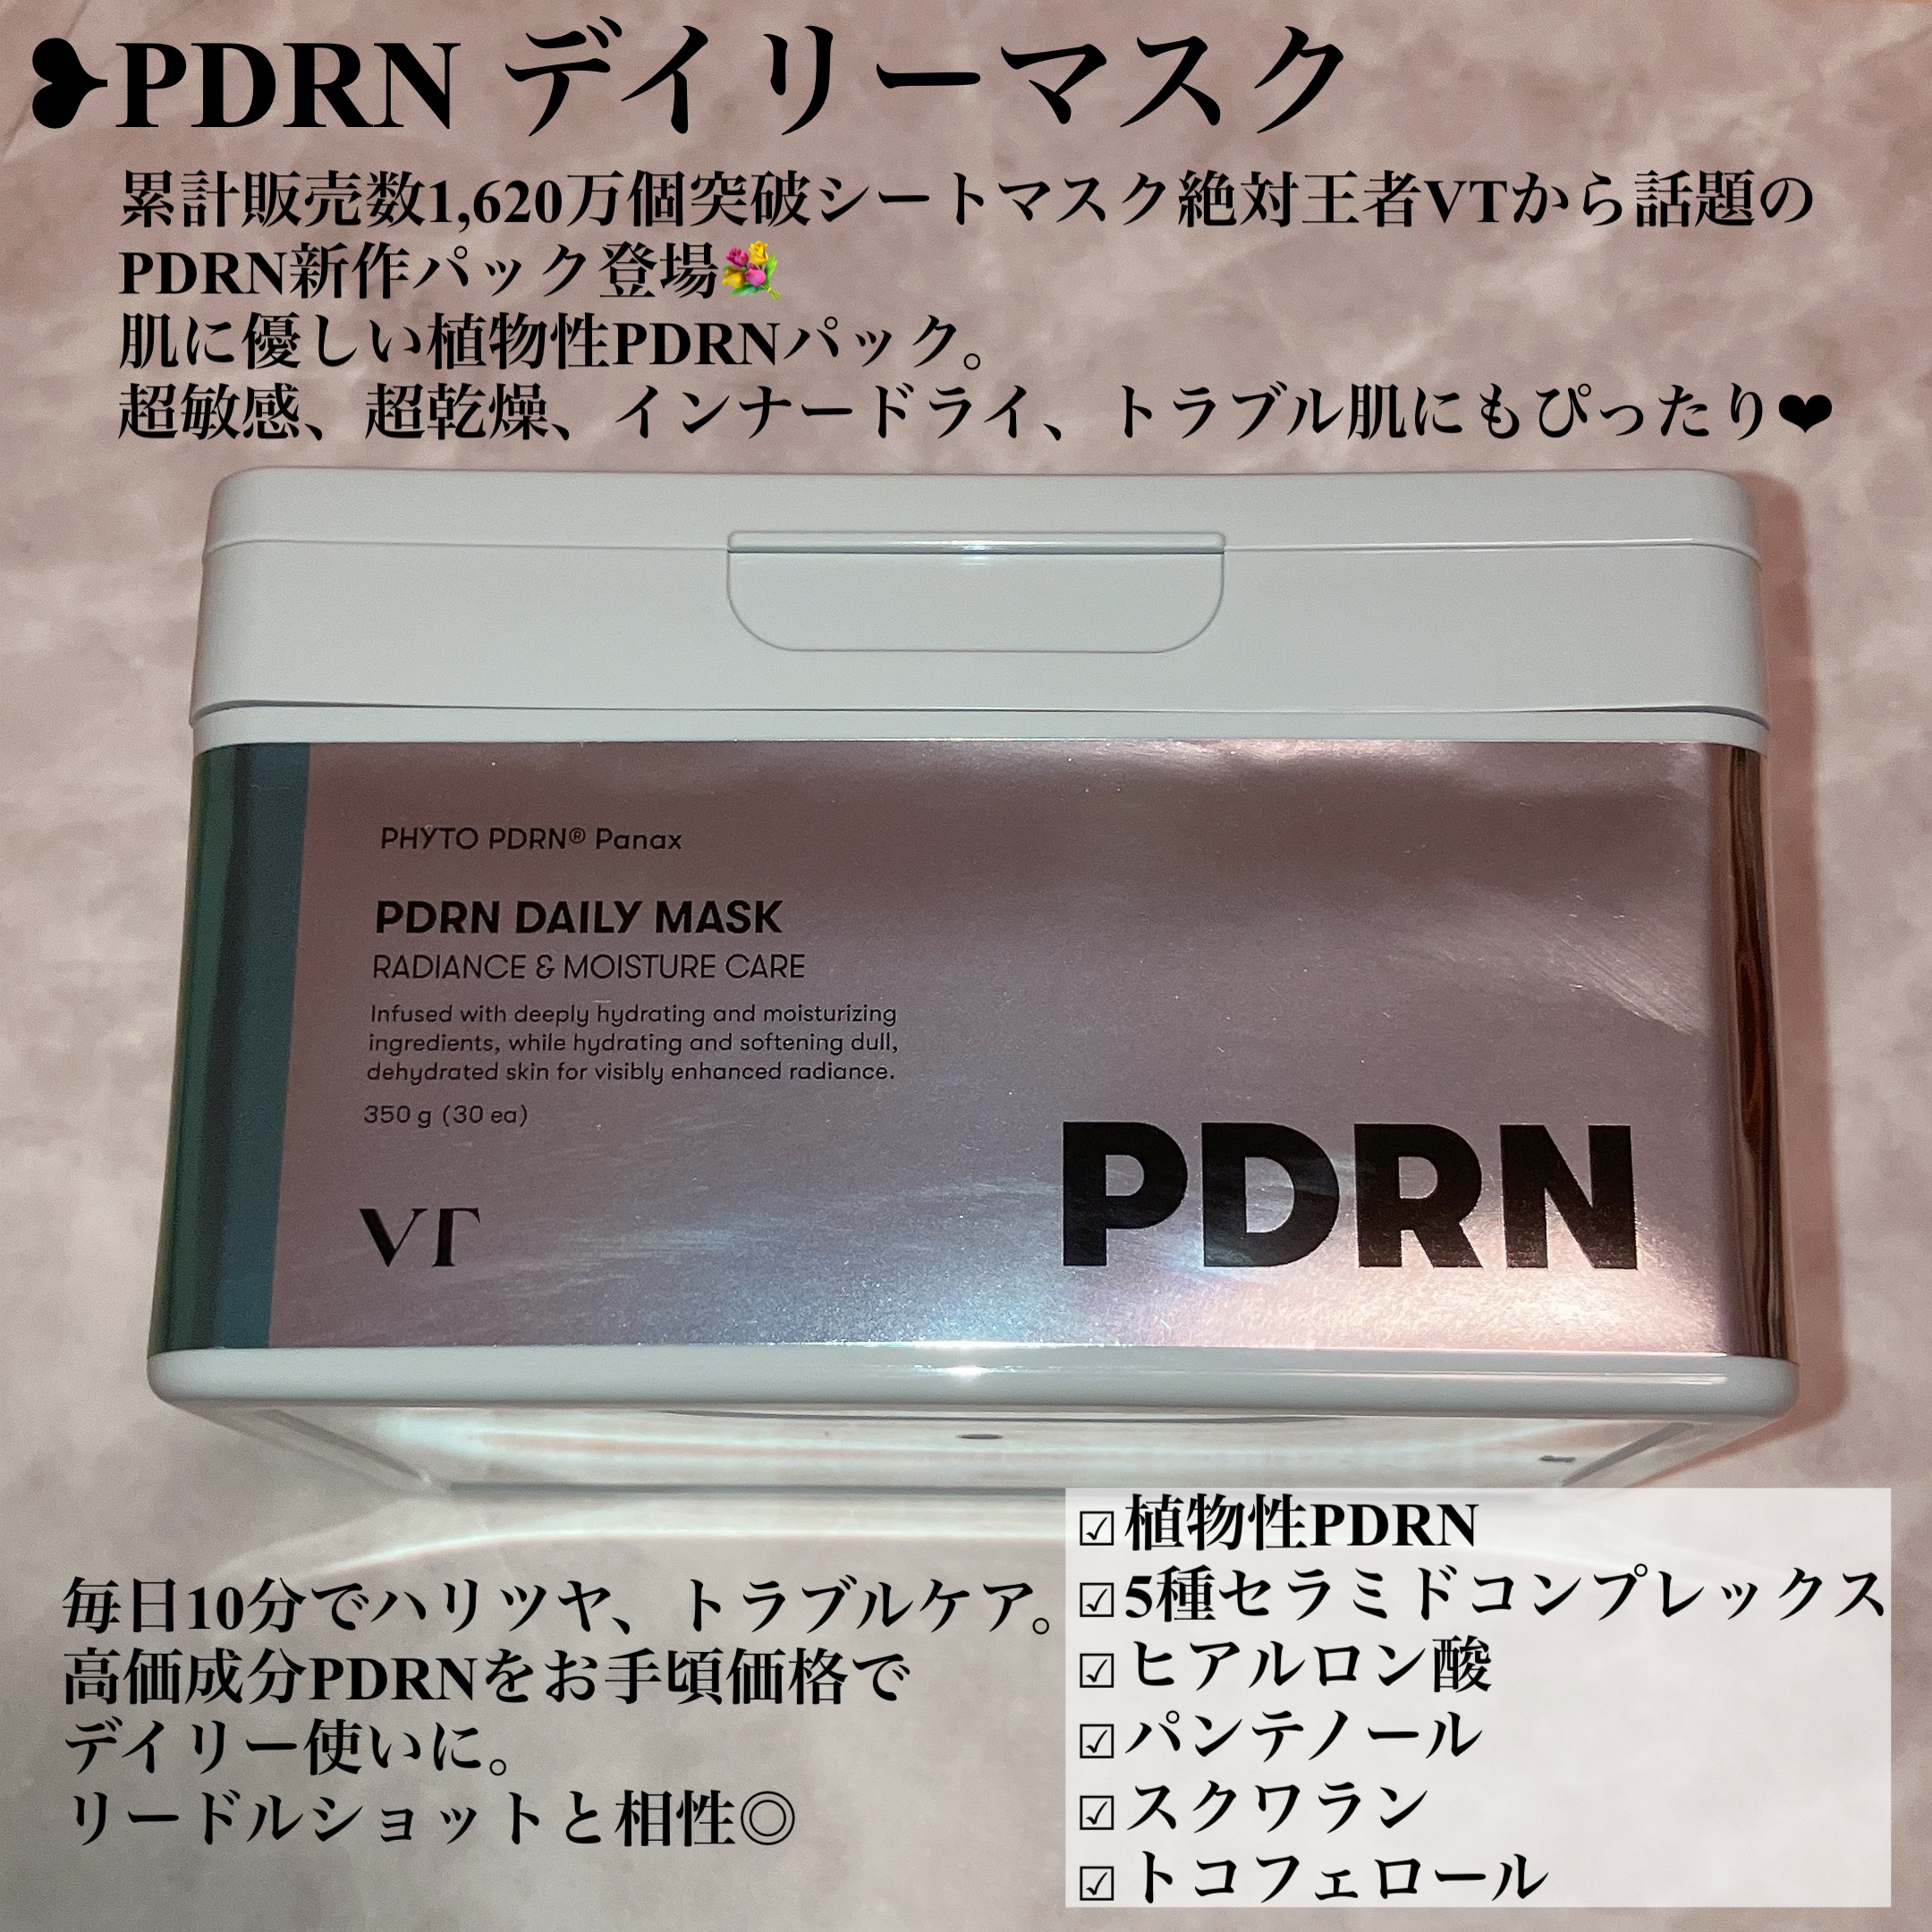 ❥PDRN デイリーマスク
累計販売数1,620万個突破シートマスク絶対王者VTから話題の
PDRN新作パック登場💐
肌に優しい植物性PDRNパック。
超敏感、超乾燥、インナードライ、トラブル肌にもぴったり❤
PHYTO PDRN® Panax
PDRN DAILY MASK
RADIANCE & MOISTURE CARE
Infused with deeply hydrating and moisturizing
ingredients, while hydrating and softening dull,
dehydrated skin for visibly enhanced radiance.
350 g (30 ea)
VT
PDRN
毎日10分でハリツヤ、トラブルケア。
高価成分PDRNをお手頃価格で
デイリー使いに。
リードルショットと相性◎
☑植物性PDRN
☑5種セラミドコンプレックス
☑ヒアルロン酸
☑パンテノール
☑スクワラン
☑トコフェロール